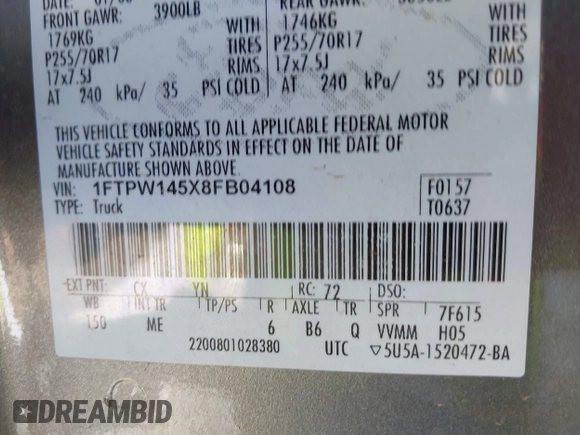 DATE:
FRONT GAWR: 3900LB
1769KG WITH
P255/70R17 TIRES
17x7.5J RIMS
AT 240 kPa/ 35 PSI COLD
REAR GAWR:
1746KG WITH
P255/70R17 TIRES
17x7.5J RIMS
AT 240 kPa/ 35 PSI COLD
THIS VEHICLE CONFORMS TO ALL APPLICABLE FEDERAL MOTOR
VEHICLE SAFETY STANDARDS IN EFFECT ON THE DATE OF
MANUFACTURE SHOWN ABOVE.
VIN: 1FTPW145X8FB04108 F0157
TYPE: Truck T0637
EXT PNT: CX YN RC: 72 DSO:
WB INT TR TP/PS R AXLE TR SPR 7F615
150 ME 6 B6 Q VVMM H05
2200801028380 UTC ▽5U5A-1520472-BA
DREAMBID